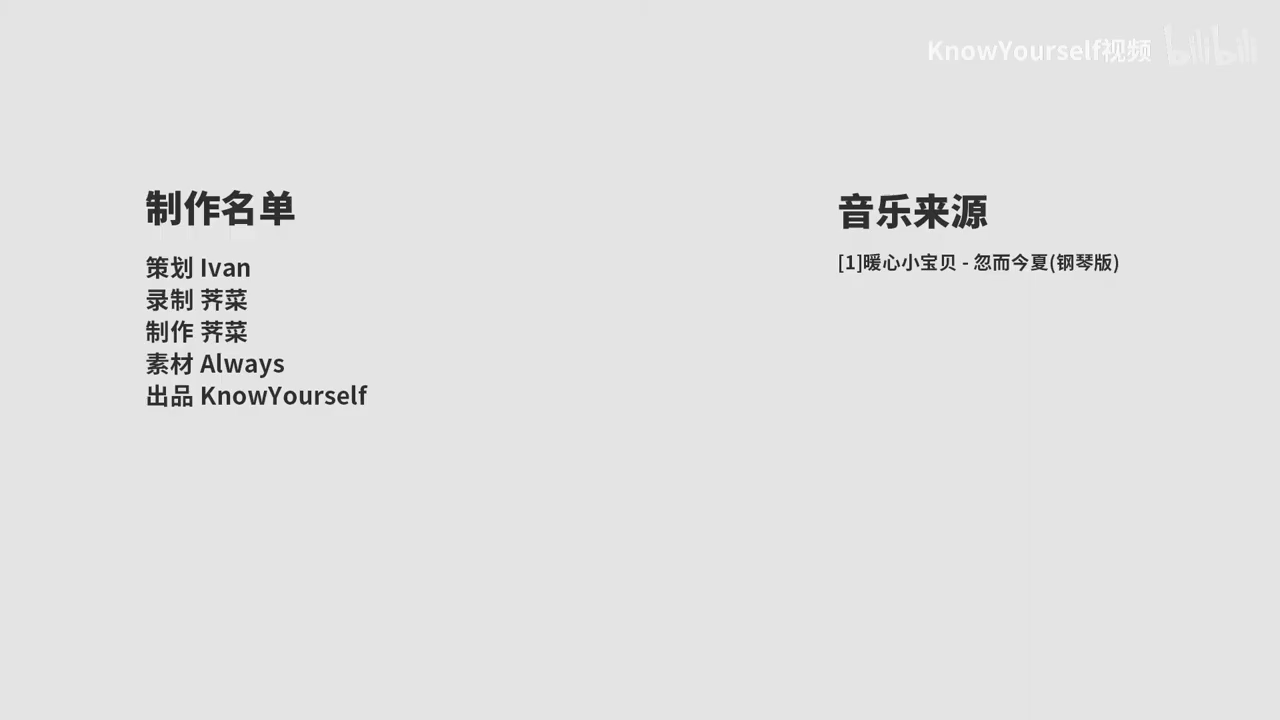 KnowYourself视频 bilibili
制作名单
策划 Ivan
录制 荠菜
制作 荠菜
素材 Always
出品 KnowYourself
音乐来源
[1]暖心小宝贝 - 忽而今夏(钢琴版)